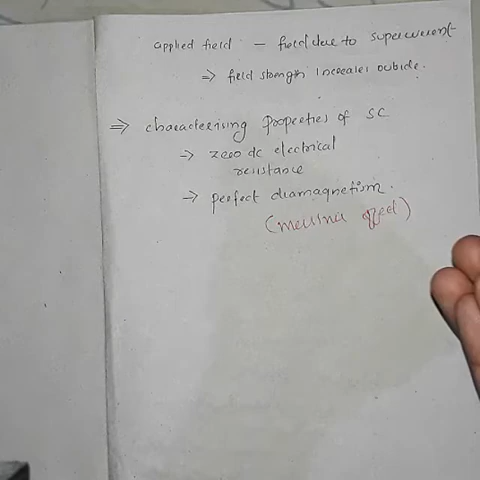 applied field - field due to supercurrent
⇒ field strength increases outside.
⇒ characterising properties of SC
→ zero dc electrical
resistance
→ perfect diamagnetism.
(meissner effect)